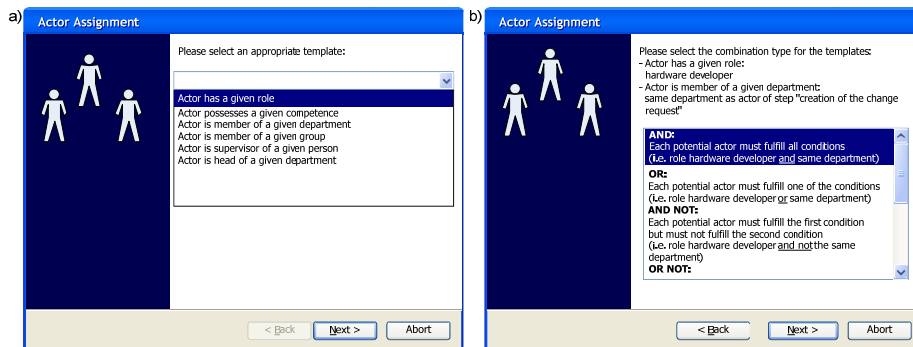 a)
Actor Assignment
Please select an appropriate template:
Actor has a given role
Actor possesses a given competence
Actor is member of a given department
Actor is member of a given group
Actor is supervisor of a given person
Actor is head of a given department
< Back
Next >
Abort
b)
Actor Assignment
Please select the combination type for the templates:
- Actor has a given role:
hardware developer
- Actor is member of a given department:
same department as actor of step "creation of the change
request"
AND:
Each potential actor must fulfill all conditions
(i.e. role hardware developer and same department)
OR:
Each potential actor must fulfill one of the conditions
(i.e. role hardware developer or same department)
AND NOT:
Each potential actor must fulfill the first condition
but must not fulfill the second condition
(i.e. role hardware developer and not the same
department)
OR NOT:
< Back
Next >
Abort